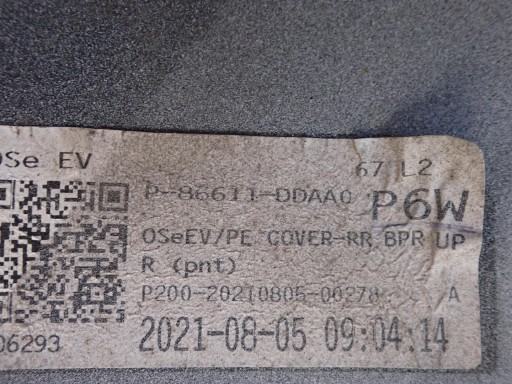 OSe EV
67 L2
P-86611-DDAA0
P6W
OSeEV/PE COVER-RR BPR UP
R (pnt)
P200-20210805-00278
A
2021-08-05 09:04:14
06293